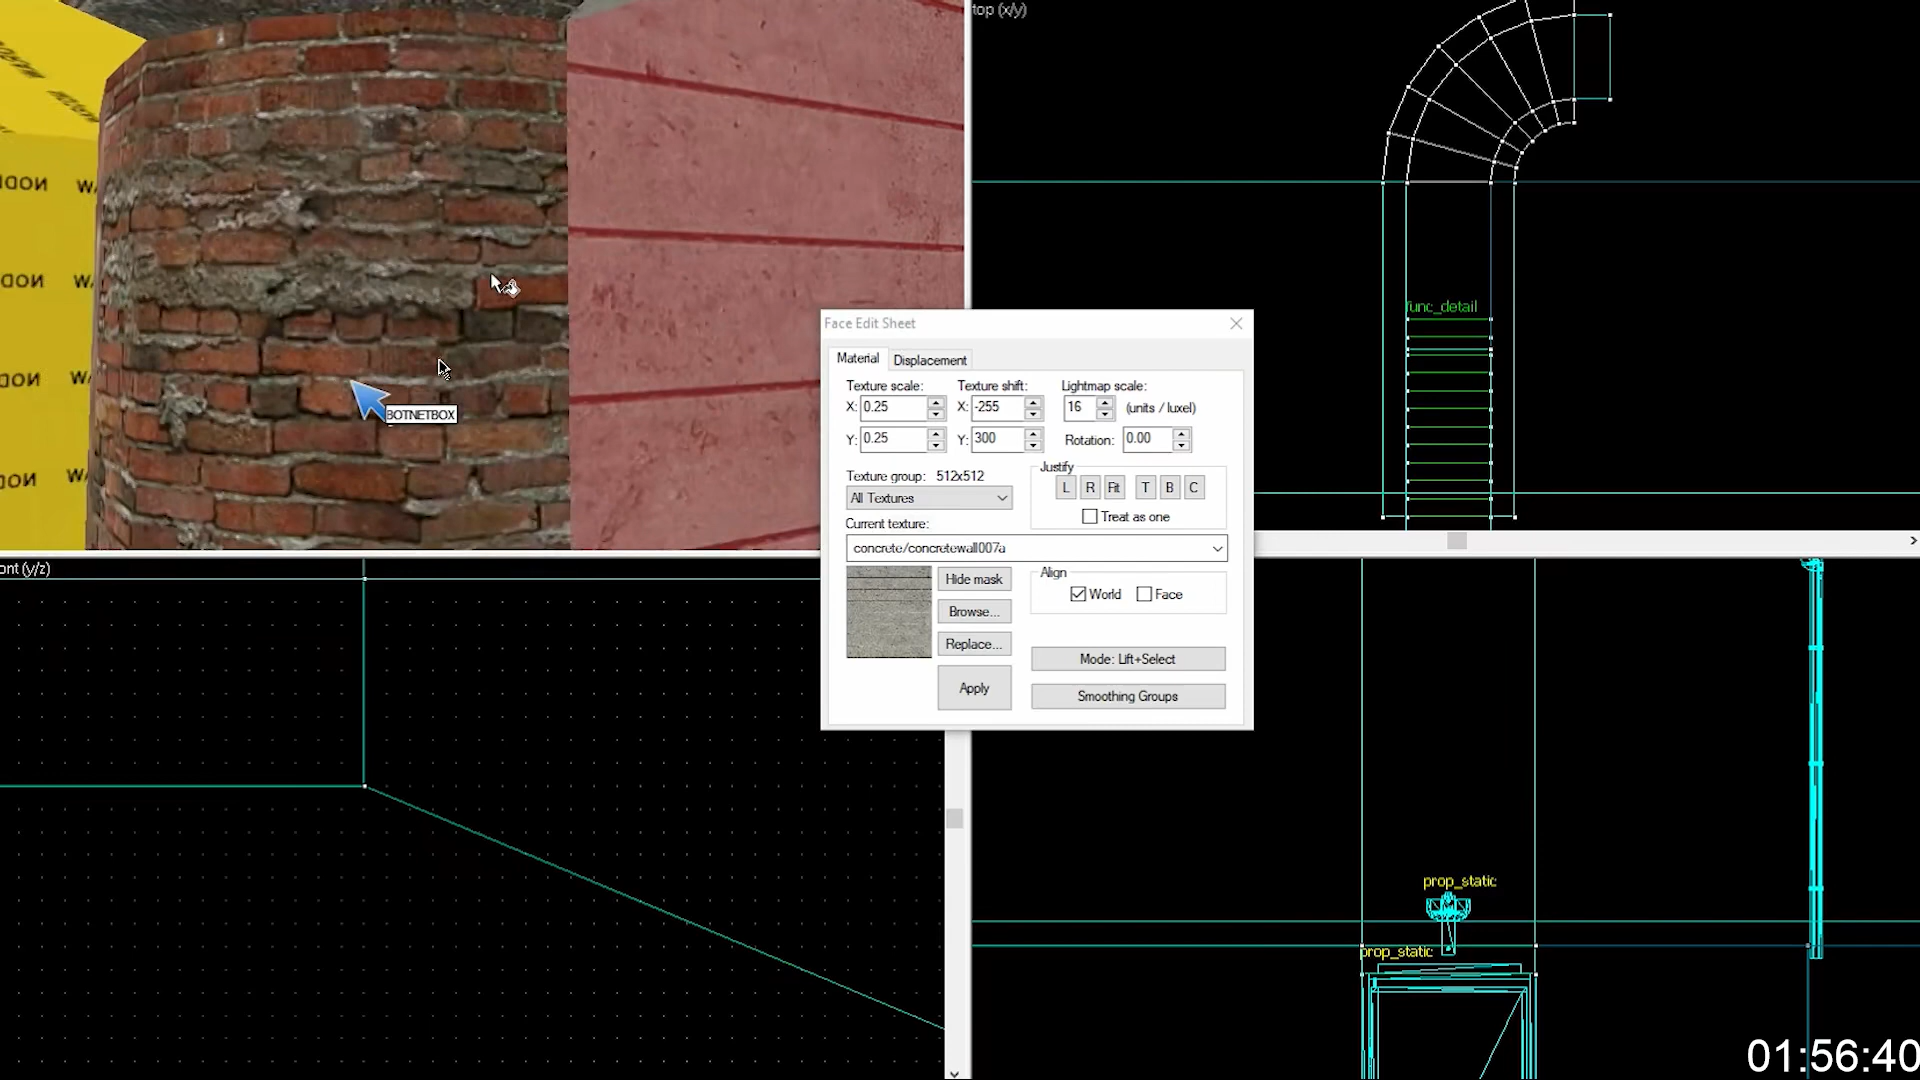 top (x/y)
BOTNETBOX
func_detail
Face Edit Sheet
Material
Displacement
Texture scale:
Texture shift:
Lightmap scale:
X: 0.25
X: -255
16
(units / luxel)
Y: 0.25
Y: 300
Rotation: 0.00
Texture group: 512x512
Justify
All Textures
L R Fit T B C
Treat as one
Current texture:
concrete/concretewall007a
Hide mask
Align
World
Face
Browse...
Replace...
Mode: Lift+Select
Apply
Smoothing Groups
ont (y/z)
prop_static
prop_static
01:56:40